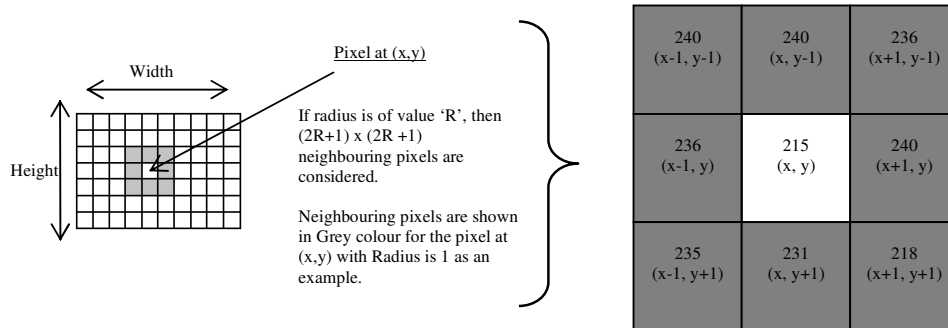 Width
Height
Pixel at (x,y)
If radius is of value ‘R’, then
(2R+1) x (2R +1)
neighbouring pixels are
considered.
Neighbouring pixels are shown
in Grey colour for the pixel at
(x,y) with Radius is 1 as an
example.
240
(x-1, y-1)
240
(x, y-1)
236
(x+1, y-1)
236
(x-1, y)
215
(x, y)
240
(x+1, y)
235
(x-1, y+1)
231
(x, y+1)
218
(x+1, y+1)